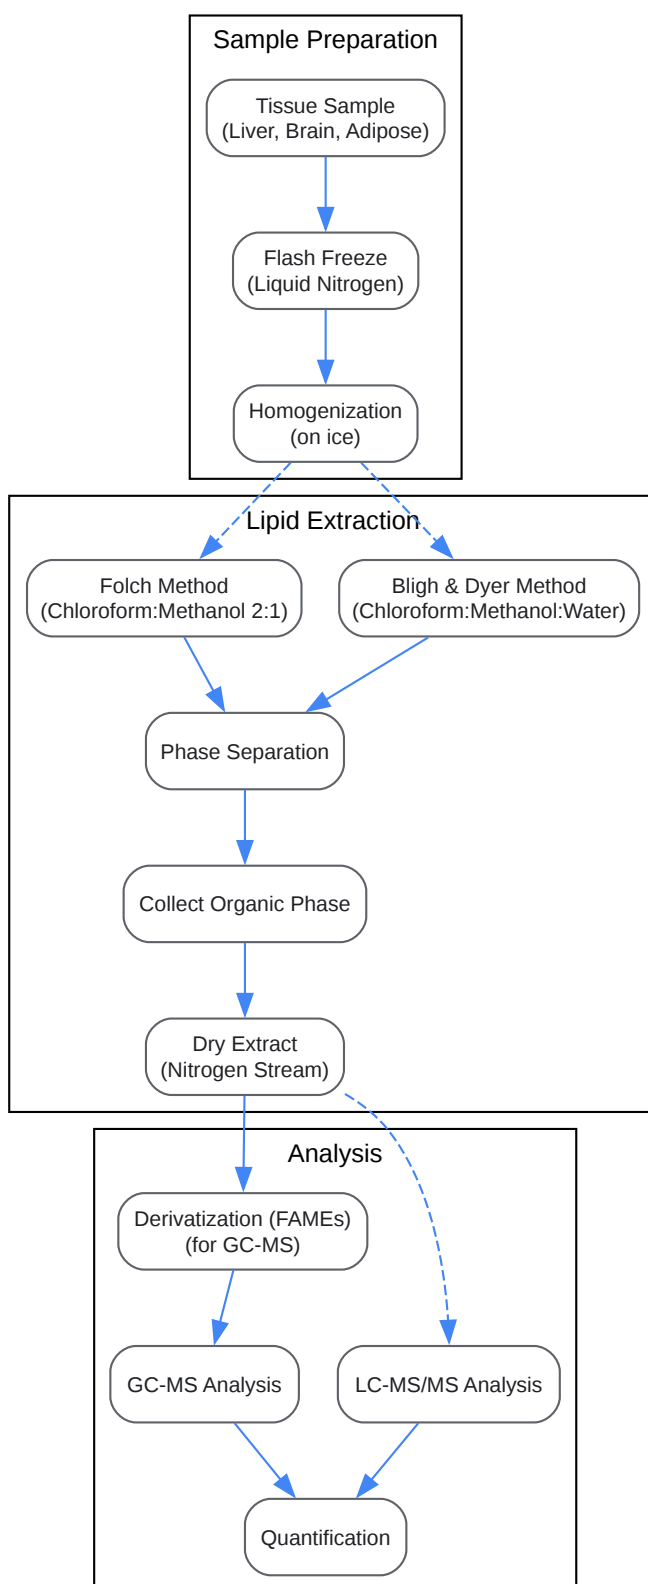 Sample Preparation
Tissue Sample
(Liver, Brain, Adipose)
Flash Freeze
(Liquid Nitrogen)
Homogenization
(on ice)
Lipid Extraction
Folch Method
(Chloroform:Methanol 2:1)
Bligh & Dyer Method
(Chloroform:Methanol:Water)
Phase Separation
Collect Organic Phase
Dry Extract
(Nitrogen Stream)
Analysis
Derivatization (FAMEs)
(for GC-MS)
GC-MS Analysis
LC-MS/MS Analysis
Quantification